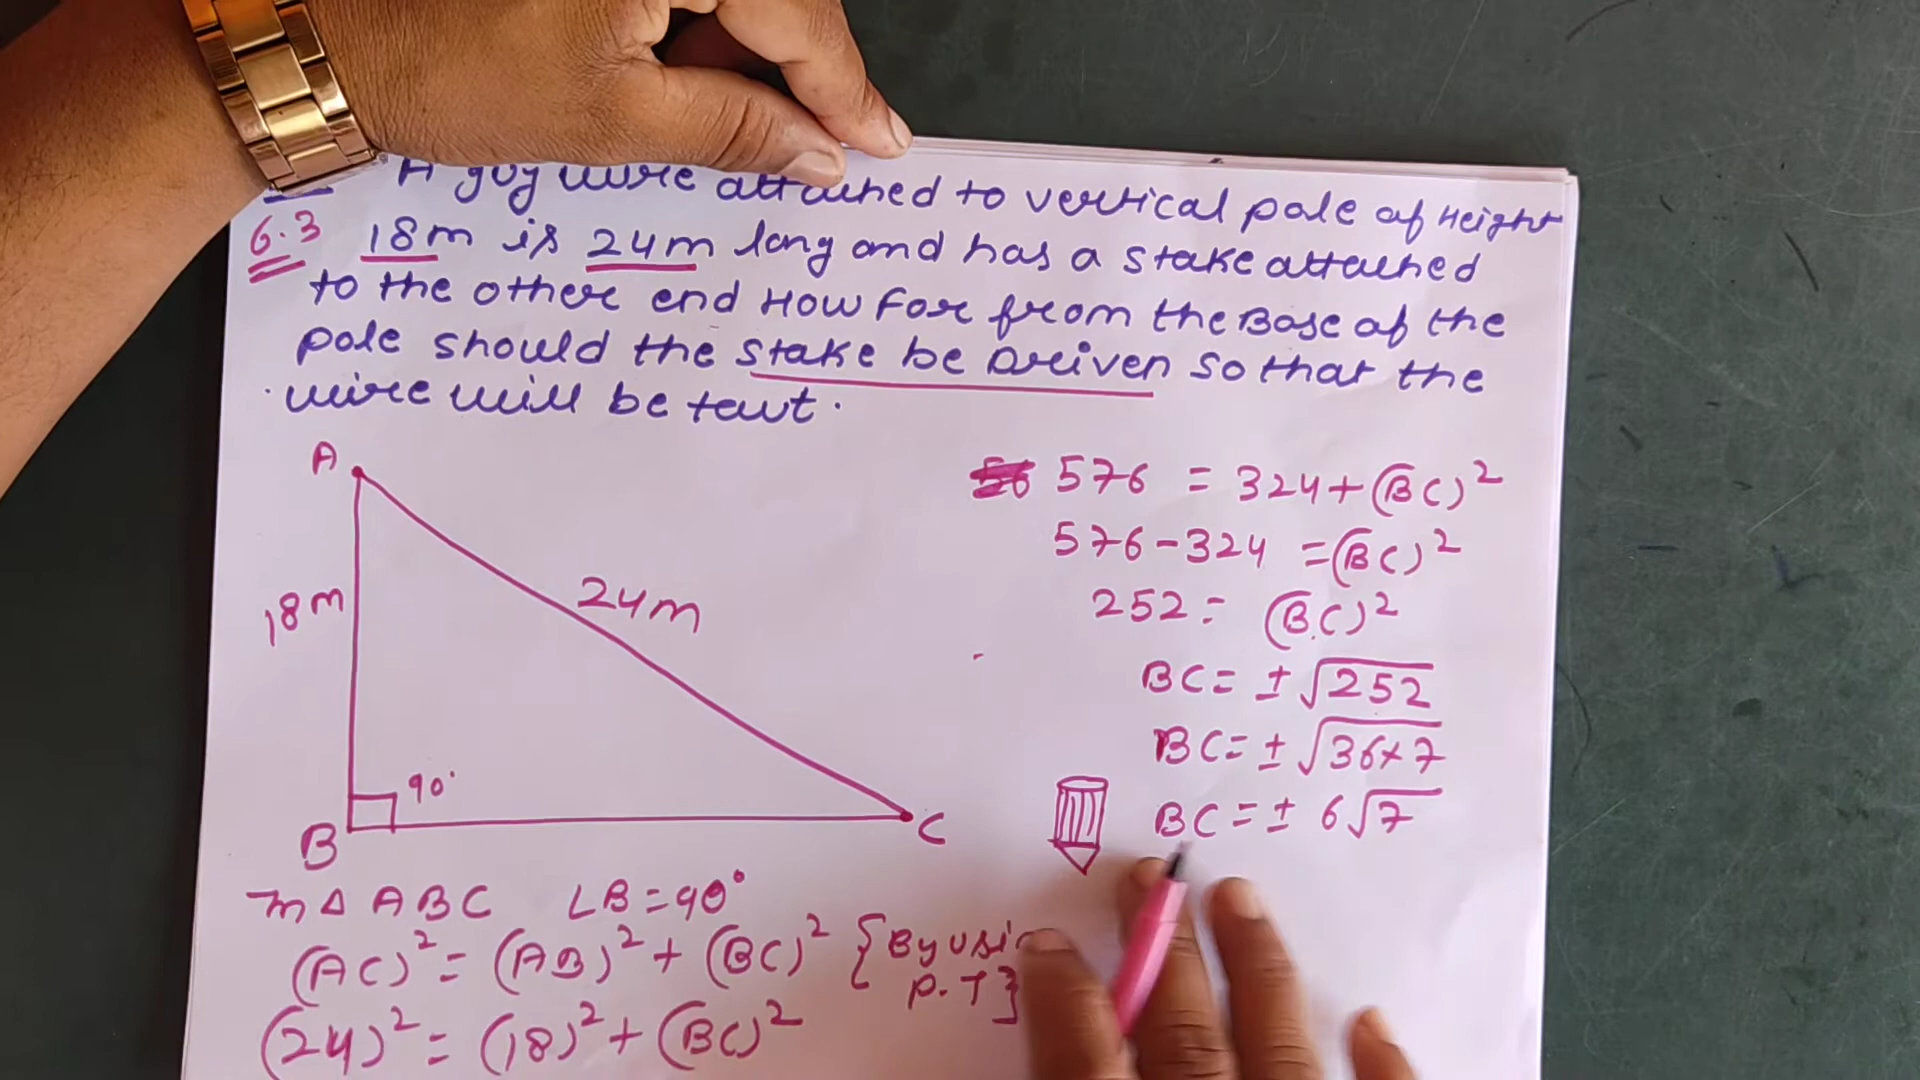 A guy wire attached to vertical pole of Height
6.3 18m is 24m long and has a stake attached
to the other end How For from the Base of the
pole should the stake be Driven so that the
wire will be tawt.
A
18m
24m
90°
B
C
In Δ ABC ∠B = 90°
(AC)² = (AB)² + (BC)² {By usin
P.T}
(24)² = (18)² + (BC)²
576 = 324 + (BC)²
576 - 324 = (BC)²
252 = (BC)²
BC = ± √252
BC = ± √36×7
BC = ± 6√7